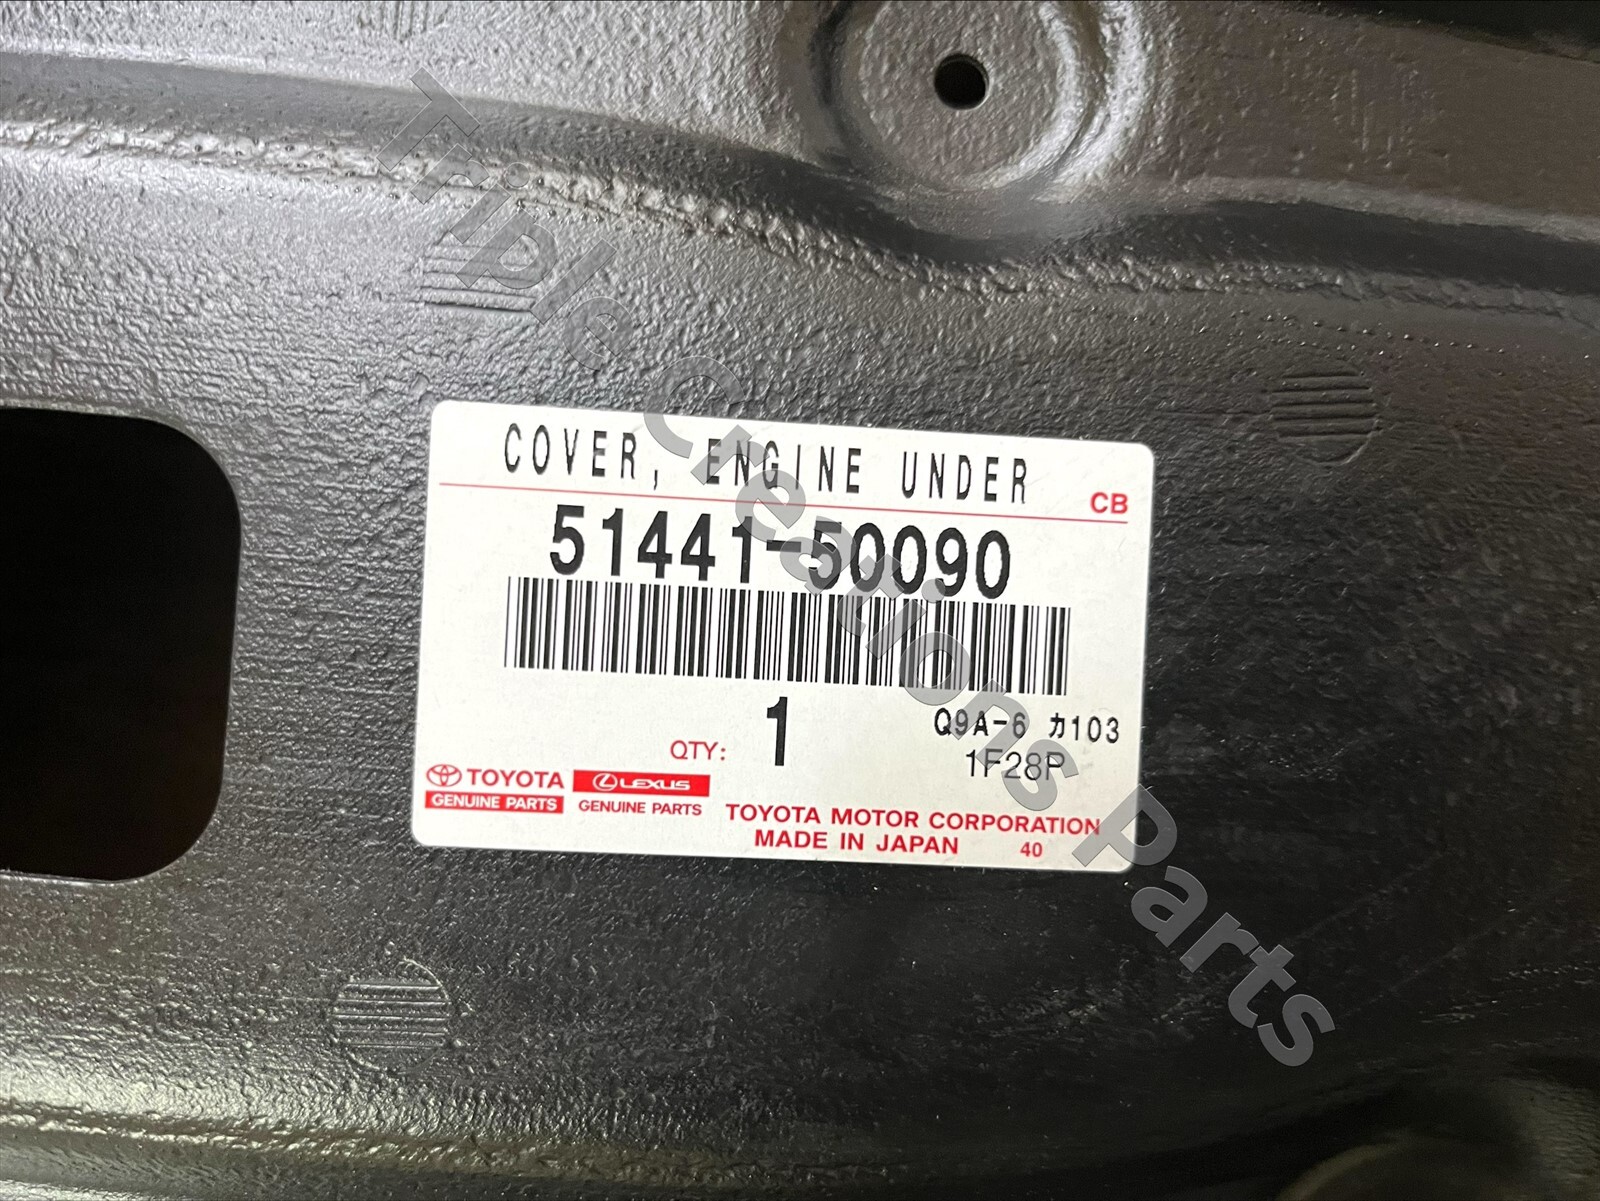 COVER, ENGINE UNDER
CB
51441-50090
QTY: 1
Q9A-6 カ103
1F28P
TOYOTA
GENUINE PARTS
LEXUS
GENUINE PARTS
TOYOTA MOTOR CORPORATION
MADE IN JAPAN 40
Triple Creations Parts